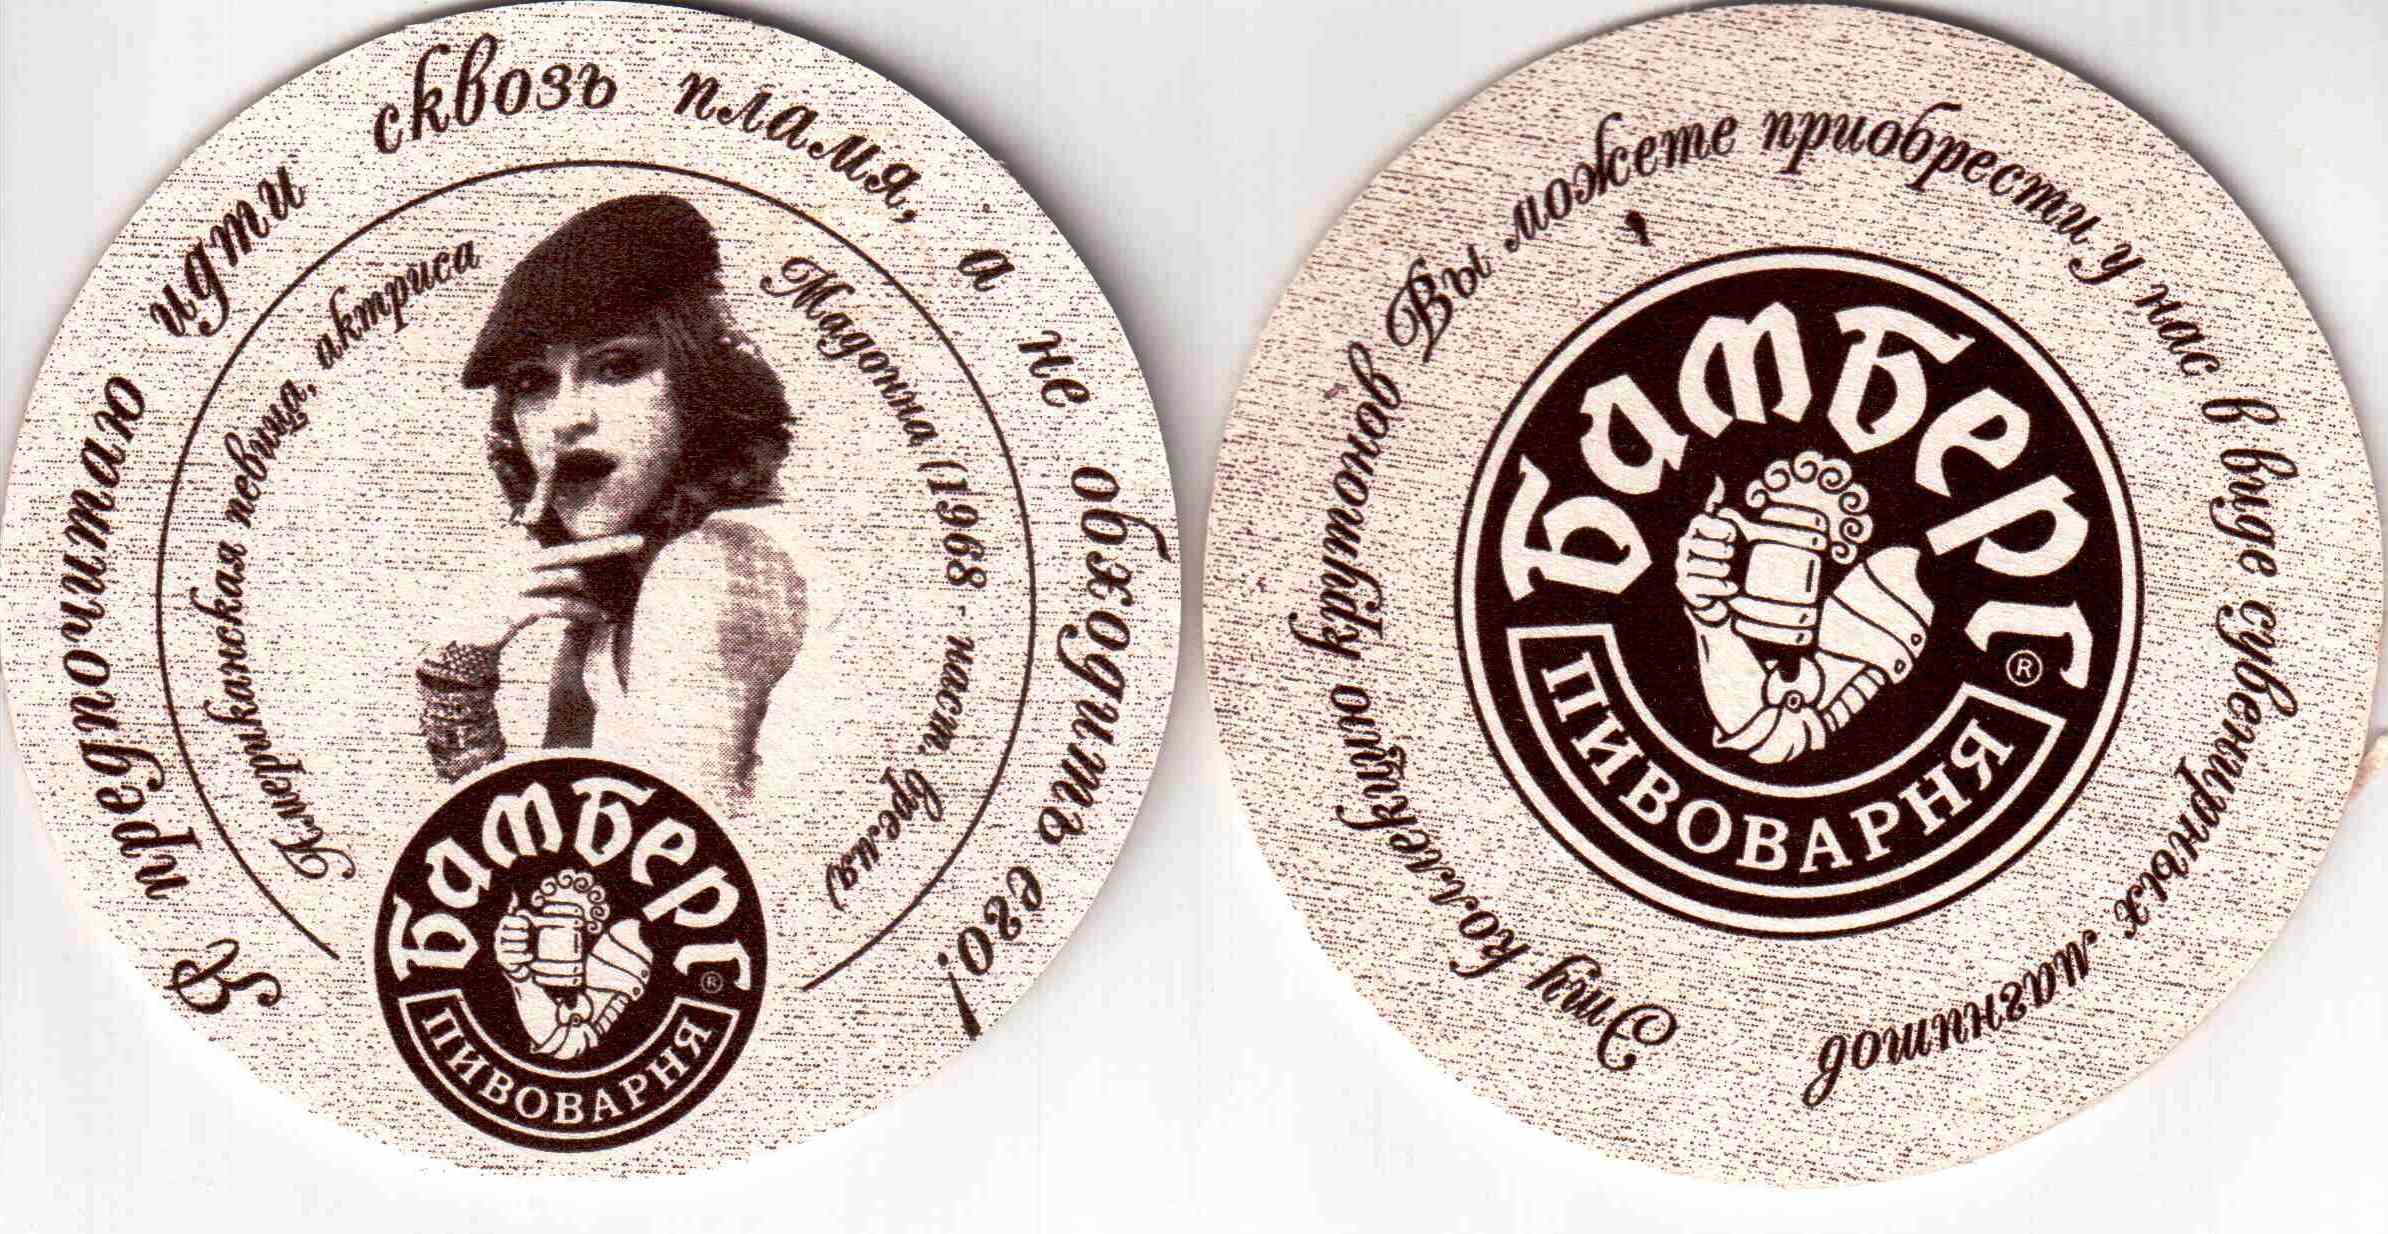 Я предпочитаю идти сквозь пламя, а не обходить его!
Американская певица, актриса
Мадонна (1968 - наст. время)
Бамберг
®
ПИВОВАРНЯ
Эту коллекцию крутонов Вы можете приобрести у нас в виде сувенирных магнитов
Бамберг
®
ПИВОВАРНЯ